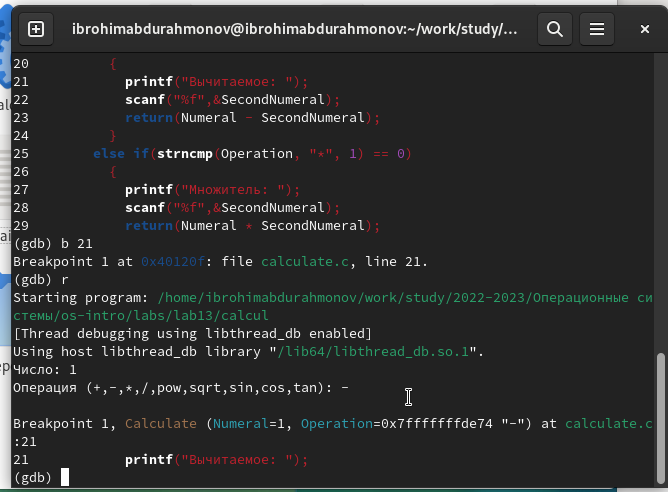 ibrohimabdurahmonov@ibrohimabdurahmonov:~/work/study/...
20          {
21            printf("Вычитаемое: ");
22            scanf("%f",&SecondNumeral);
23            return(Numeral - SecondNumeral);
24          }
25        else if(strncmp(Operation, "*", 1) == 0)
26          {
27            printf("Множитель: ");
28            scanf("%f",&SecondNumeral);
29            return(Numeral * SecondNumeral);
(gdb) b 21
Breakpoint 1 at 0x40120f: file calculate.c, line 21.
(gdb) r
Starting program: /home/ibrohimabdurahmonov/work/study/2022-2023/Операционные си
стемы/os-intro/labs/lab13/calcul
[Thread debugging using libthread_db enabled]
Using host libthread_db library "/lib64/libthread_db.so.1".
Число: 1
Операция (+,-,*,/,pow,sqrt,sin,cos,tan): -
Breakpoint 1, Calculate (Numeral=1, Operation=0x7fffffffde74 "-") at calculate.c
:21
21            printf("Вычитаемое: ");
(gdb)